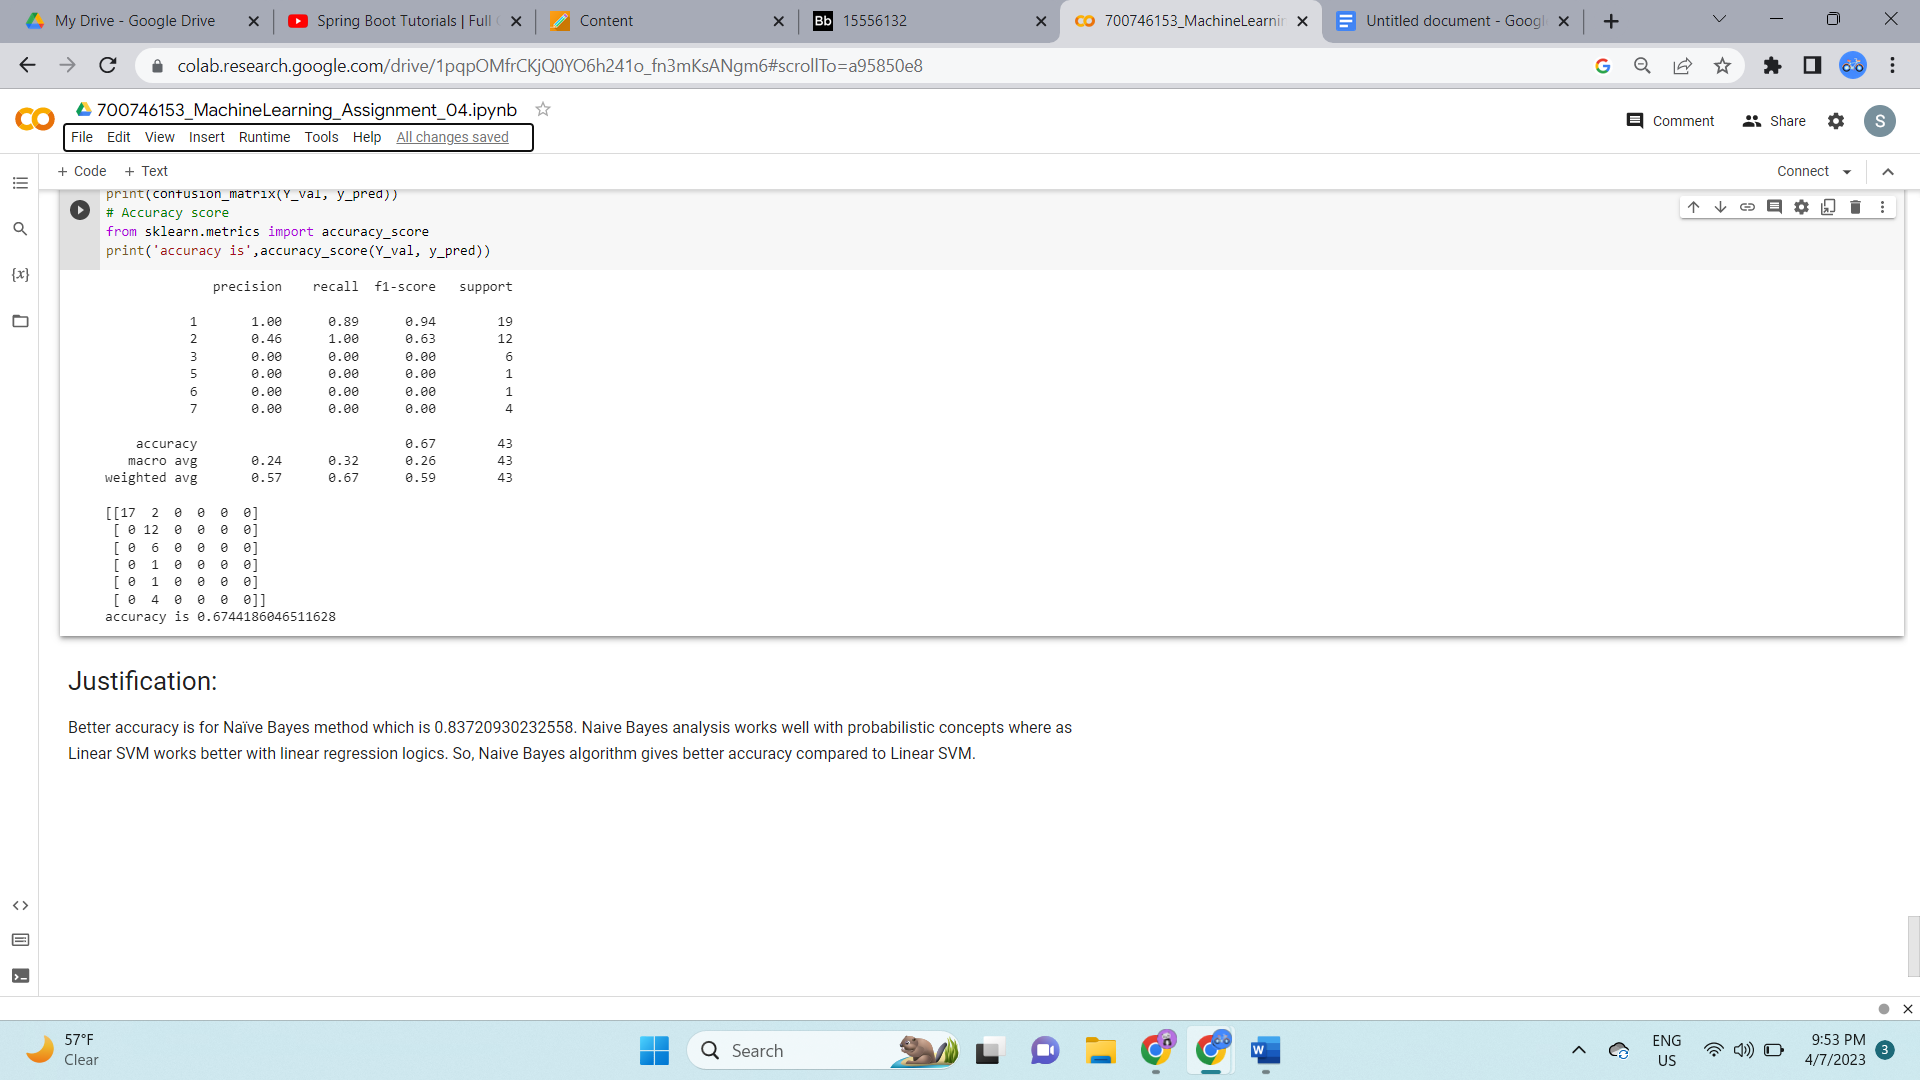 My Drive - Google Drive
Spring Boot Tutorials | Full
Content
Bb 15556132
700746153_MachineLearnin
Untitled document - Googl
colab.research.google.com/drive/1pqpOMfrCKjQ0YO6h241o_fn3mKsANgm6#scrollTo=a95850e8
700746153_MachineLearning_Assignment_04.ipynb
Comment Share S
File Edit View Insert Runtime Tools Help All changes saved
+ Code + Text
Connect
print(confusion_matrix(Y_val, y_pred))
# Accuracy score
from sklearn.metrics import accuracy_score
print('accuracy is',accuracy_score(Y_val, y_pred))
precision recall f1-score support
1 1.00 0.89 0.94 19
2 0.46 1.00 0.63 12
3 0.00 0.00 0.00 6
5 0.00 0.00 0.00 1
6 0.00 0.00 0.00 1
7 0.00 0.00 0.00 4
accuracy 0.67 43
macro avg 0.24 0.32 0.26 43
weighted avg 0.57 0.67 0.59 43
[[17 2 0 0 0 0]
[ 0 12 0 0 0 0]
[ 0 6 0 0 0 0]
[ 0 1 0 0 0 0]
[ 0 1 0 0 0 0]
[ 0 4 0 0 0 0]]
accuracy is 0.6744186046511628
Justification:
Better accuracy is for Naïve Bayes method which is 0.83720930232558. Naive Bayes analysis works well with probabilistic concepts where as
Linear SVM works better with linear regression logics. So, Naive Bayes algorithm gives better accuracy compared to Linear SVM.
{x}
57°F
Clear
Search
ENG
US
9:53 PM
4/7/2023
3